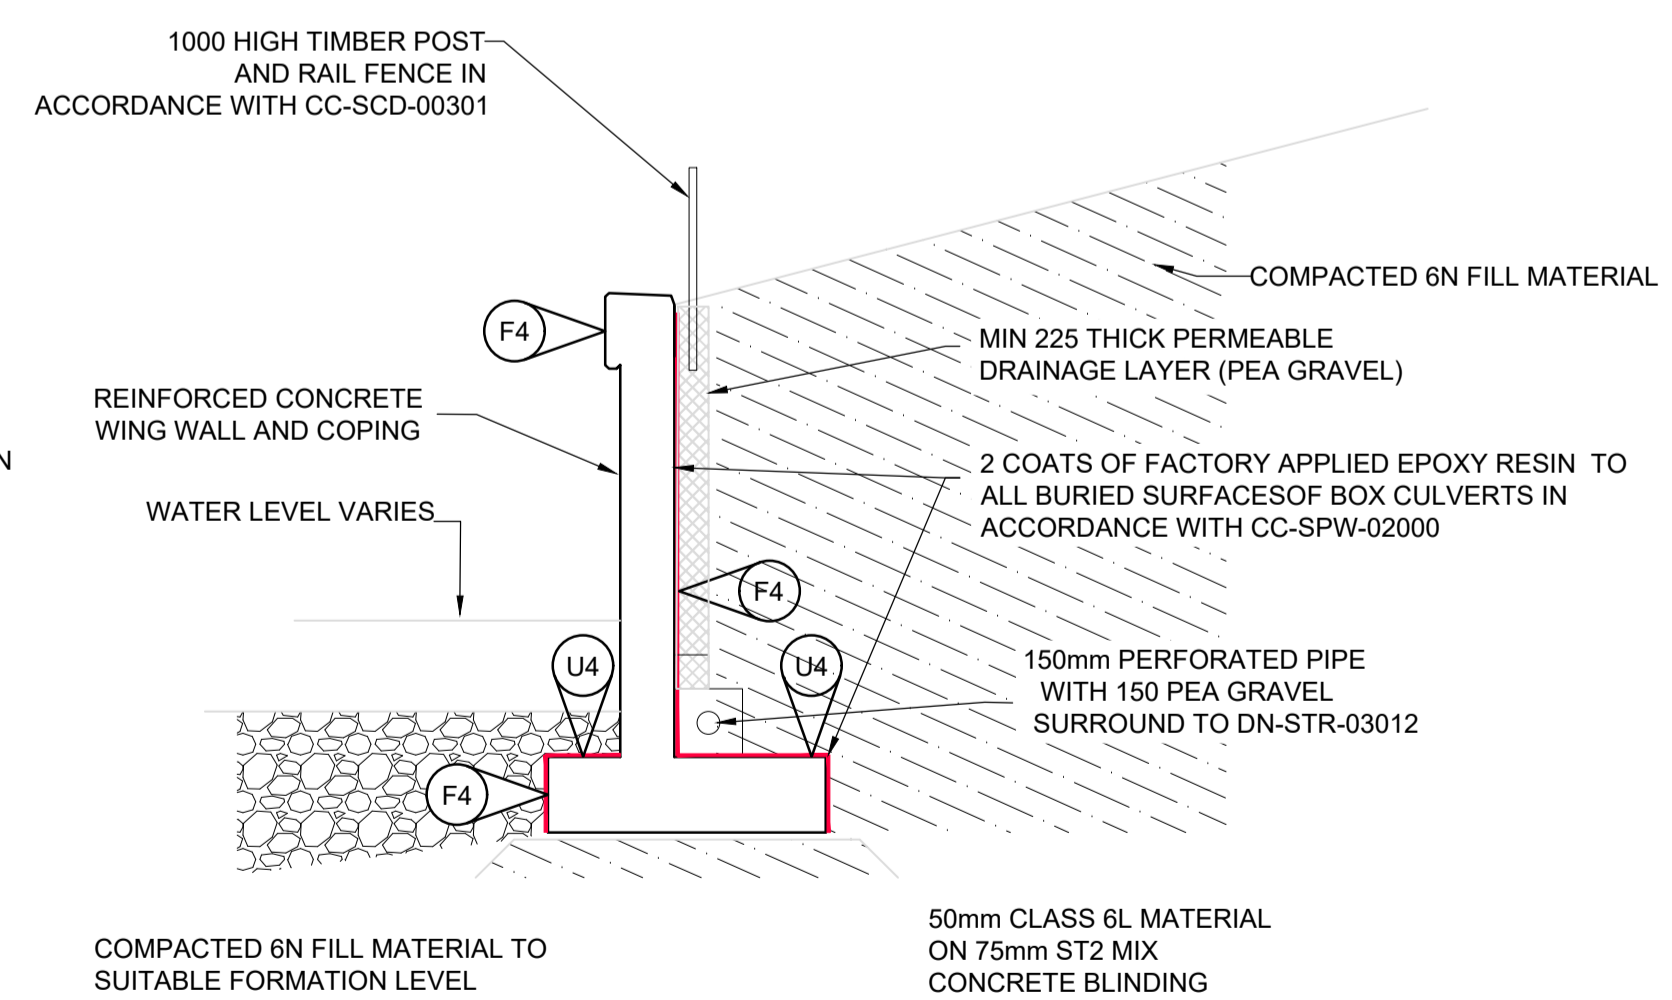 1000 HIGH TIMBER POST
AND RAIL FENCE IN
ACCORDANCE WITH CC-SCD-00301
COMPACTED 6N FILL MATERIAL
F4
MIN 225 THICK PERMEABLE
DRAINAGE LAYER (PEA GRAVEL)
REINFORCED CONCRETE
WING WALL AND COPING
N
2 COATS OF FACTORY APPLIED EPOXY RESIN TO
ALL BURIED SURFACESOF BOX CULVERTS IN
ACCORDANCE WITH CC-SPW-02000
WATER LEVEL VARIES
F4
U4
U4
150mm PERFORATED PIPE
WITH 150 PEA GRAVEL
SURROUND TO DN-STR-03012
F4
COMPACTED 6N FILL MATERIAL TO
SUITABLE FORMATION LEVEL
50mm CLASS 6L MATERIAL
ON 75mm ST2 MIX
CONCRETE BLINDING